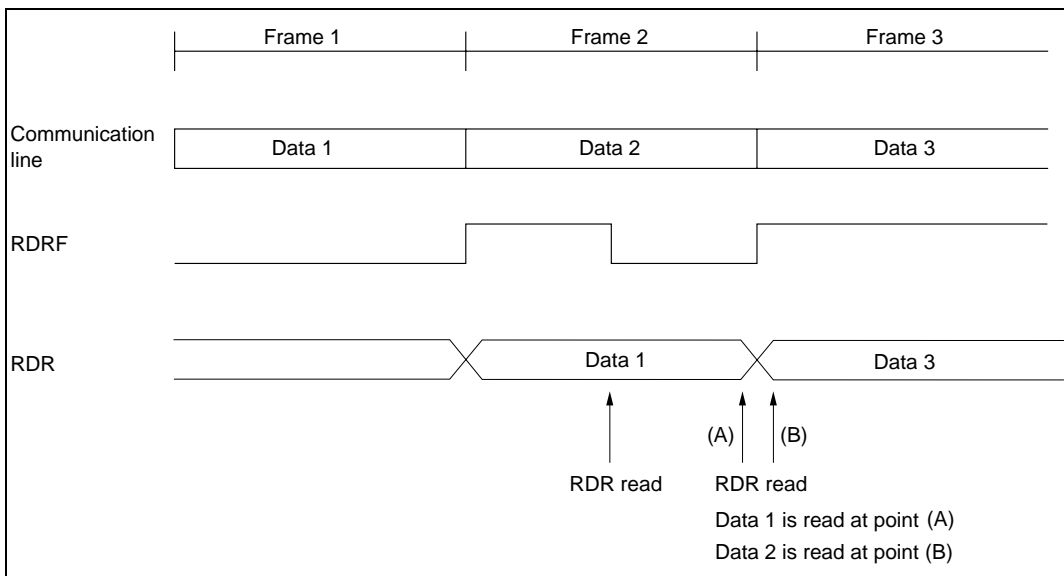 Frame 1 Frame 2 Frame 3
Communication
line
Data 1 Data 2 Data 3
RDRF
RDR
Data 1 Data 3
(A) (B)
RDR read RDR read
Data 1 is read at point (A)
Data 2 is read at point (B)